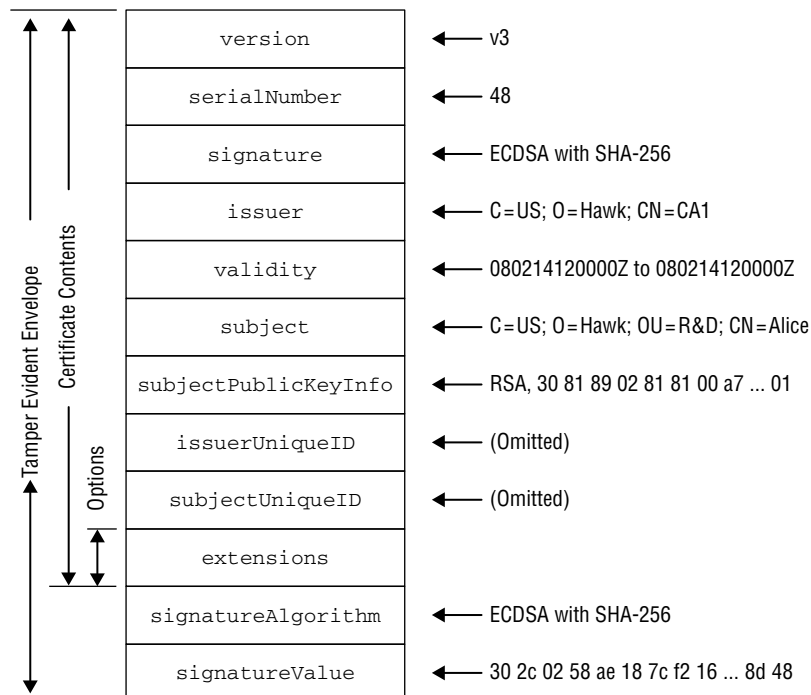 version v3
serialNumber 48
signature ECDSA with SHA-256
issuer C=US; O=Hawk; CN=CA1
validity 080214120000Z to 080214120000Z
subject C=US; O=Hawk; OU=R&D; CN=Alice
subjectPublicKeyInfo RSA, 30 81 89 02 81 81 00 a7 ... 01
issuerUniqueID (Omitted)
subjectUniqueID (Omitted)
extensions
signatureAlgorithm ECDSA with SHA-256
signatureValue 30 2c 02 58 ae 18 7c f2 16 ... 8d 48
Tamper Evident Envelope
Certificate Contents
Options